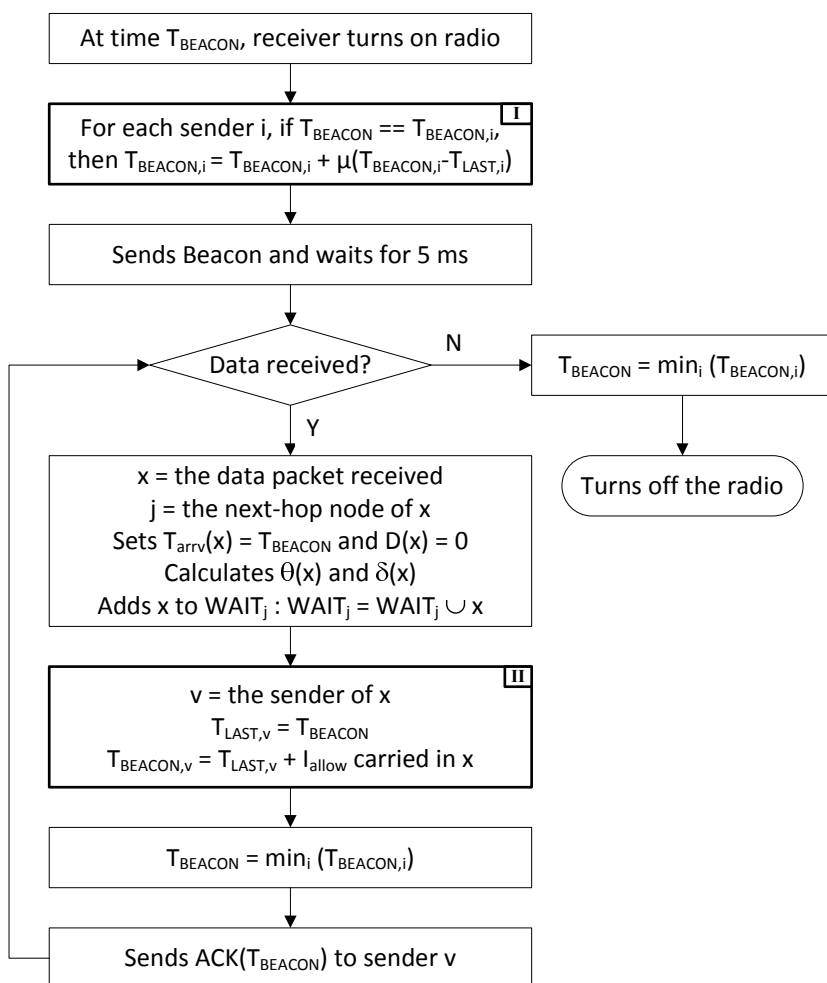 At time T_BEACON, receiver turns on radio
I
For each sender i, if T_BEACON == T_BEACON,i,
then T_BEACON,i = T_BEACON,i + μ(T_BEACON,i-T_LAST,i)
Sends Beacon and waits for 5 ms
Data received?
N
T_BEACON = min_i (T_BEACON,i)
Turns off the radio
Y
x = the data packet received
j = the next-hop node of x
Sets T_arrv(x) = T_BEACON and D(x) = 0
Calculates θ(x) and δ(x)
Adds x to WAIT_j : WAIT_j = WAIT_j ∪ x
II
v = the sender of x
T_LAST,v = T_BEACON
T_BEACON,v = T_LAST,v + I_allow carried in x
T_BEACON = min_i (T_BEACON,i)
Sends ACK(T_BEACON) to sender v